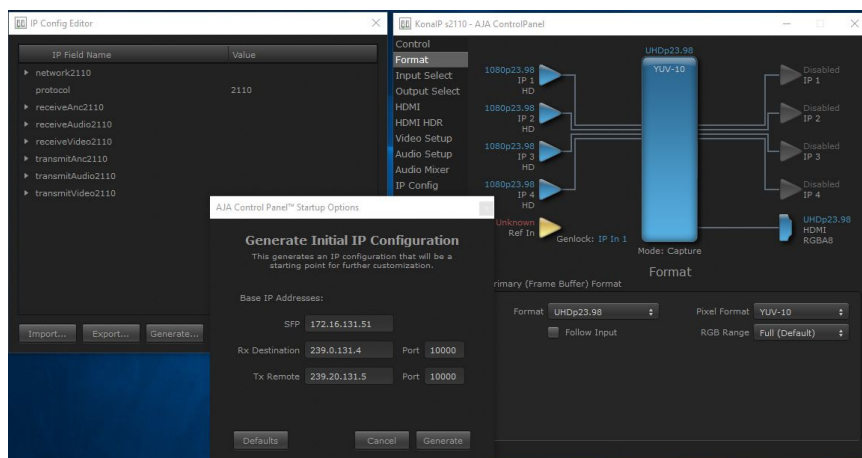 IP Config Editor
IP Field Name Value
network2110
protocol 2110
receiveAnc2110
receiveAudio2110
receiveVideo2110
transmitAnc2110
transmitAudio2110
transmitVideo2110
Import... Export... Generate...
KonaIP s2110 - AJA ControlPanel
Control
Format
Input Select
Output Select
HDMI
HDMI HDR
Video Setup
Audio Setup
Audio Mixer
IP Config
UHDp23.98
YUV-10
1080p23.98
IP 1
HD
1080p23.98
IP 2
HD
1080p23.98
IP 3
HD
1080p23.98
IP 4
HD
Unknown
Ref In
Genlock: IP In 1
Mode: Capture
Disabled
IP 1
Disabled
IP 2
Disabled
IP 3
Disabled
IP 4
UHDp23.98
HDMI
RGBA8
Format
rimary (Frame Buffer) Format
Format UHDp23.98 Pixel Format YUV-10
Follow Input RGB Range Full (Default)
AJA Control Panel™ Startup Options
Generate Initial IP Configuration
This generates an IP configuration that will be a
starting point for further customization.
Base IP Addresses:
SFP 172.16.131.51
Rx Destination 239.0.131.4 Port 10000
Tx Remote 239.20.131.5 Port 10000
Defaults Cancel Generate